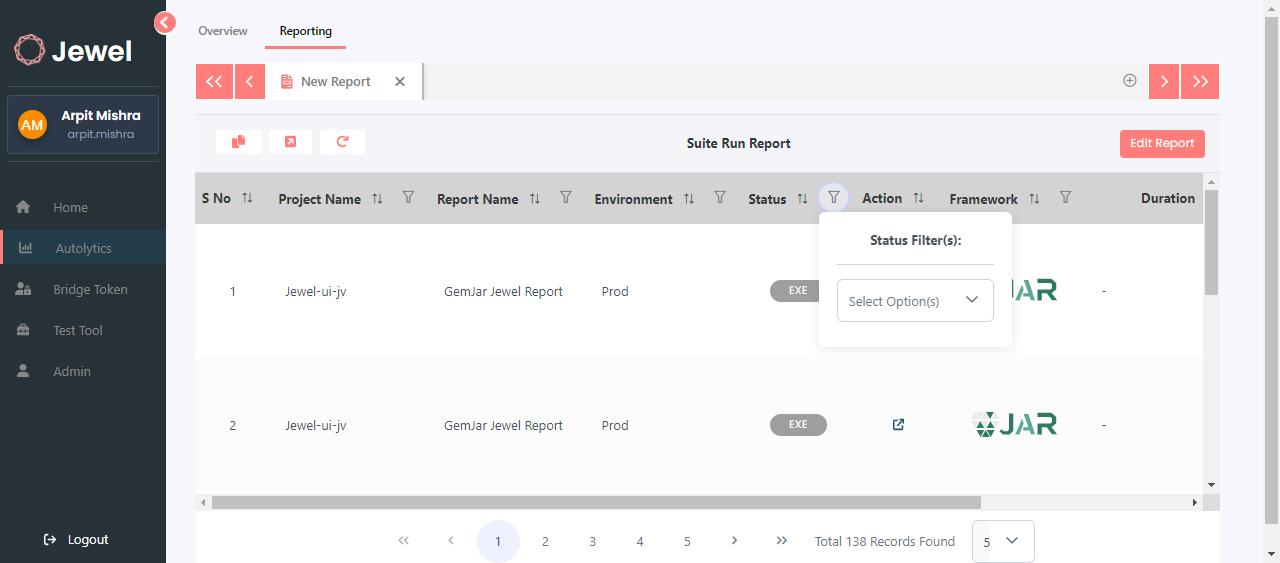 Jewel
AM
Arpit Mishra
arpit.mishra
Home
Autolytics
Bridge Token
Test Tool
Admin
Logout
Overview Reporting
New Report
Suite Run Report Edit Report
S No Project Name Report Name Environment Status Action Framework Duration
Status Filter(s):
Select Option(s)
1 Jewel-ui-jv GemJar Jewel Report Prod EXE JAR -
2 Jewel-ui-jv GemJar Jewel Report Prod EXE JAR -
1 2 3 4 5 Total 138 Records Found 5